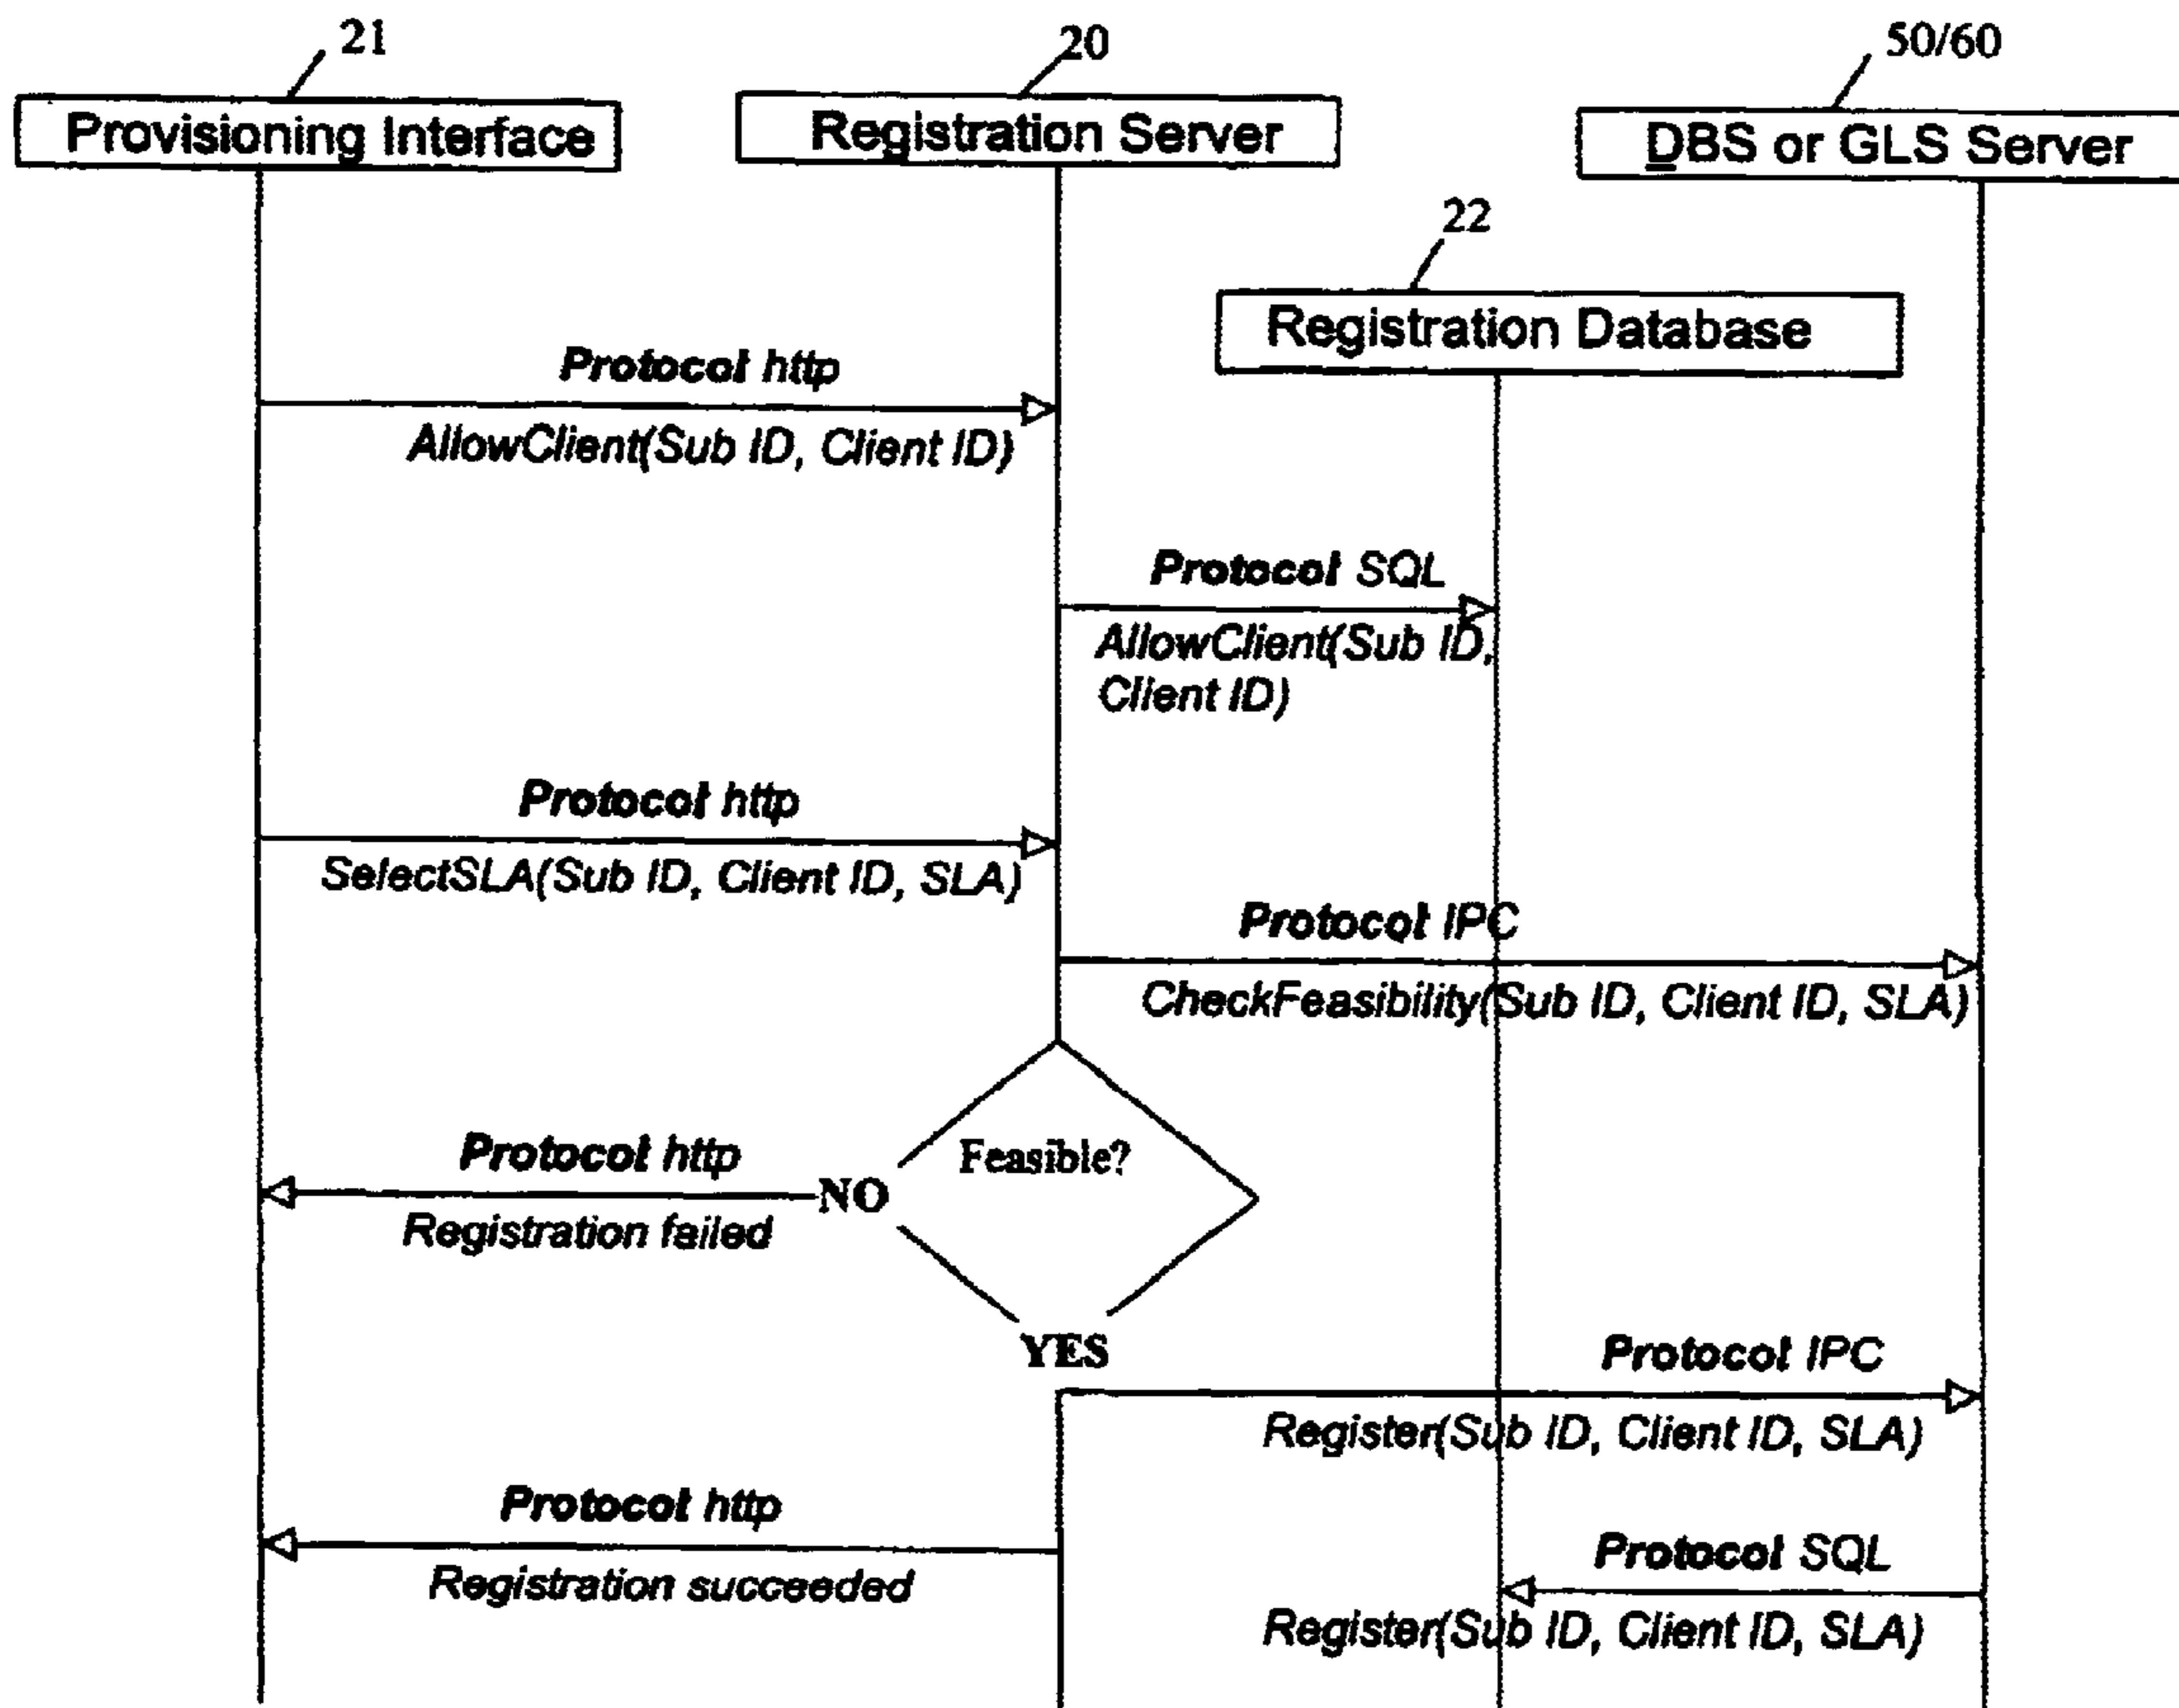 21
20
50/60
Provisioning Interface
Registration Server
DBS or GLS Server
22
Registration Database
Protocol http
AllowClient(Sub ID, Client ID)
Protocol SQL
AllowClient(Sub ID,
Client ID)
Protocol http
SelectSLA(Sub ID, Client ID, SLA)
Protocol IPC
CheckFeasibility(Sub ID, Client ID, SLA)
Feasible?
Protocol http
NO
Registration failed
YES
Protocol IPC
Register(Sub ID, Client ID, SLA)
Protocol http
Registration succeeded
Protocol SQL
Register(Sub ID, Client ID, SLA)